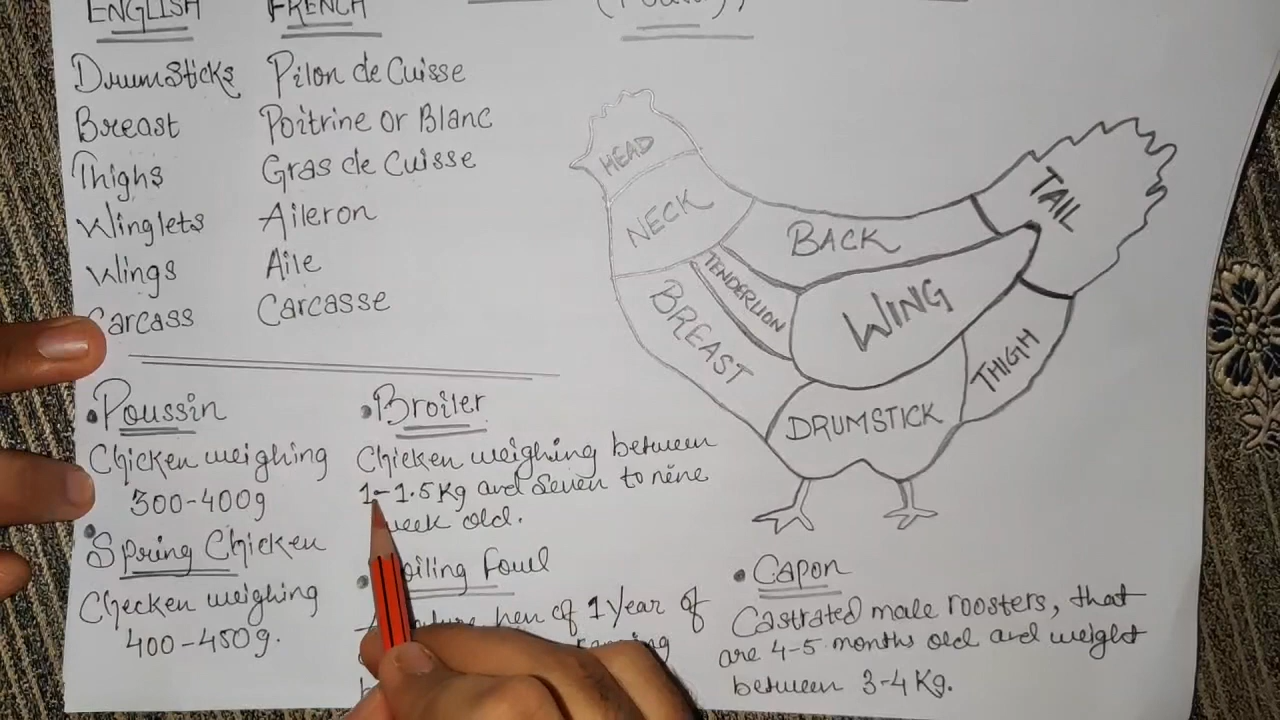 ENGLISH FRENCH
Drumsticks Pilon de Cuisse
Breast Poitrine or Blanc
Thighs Gras de Cuisse
Winglets Aileron
Wings Aile
Carcass Carcasse
HEAD
NECK
BACK
TAIL
TENDERLION
BREAST
WING
THIGH
DRUMSTICK
• Poussin
Chicken weighing
300-400g
• Spring Chicken
Checken weighing
400-450g.
• Broiler
Chicken weighing between
1-1.5Kg and Seven to nine
week old.
• Boiling Fowl
hen of 1 Year of
• Capon
Castrated male roosters, that
are 4-5 months old and weight
between 3-4 Kg.